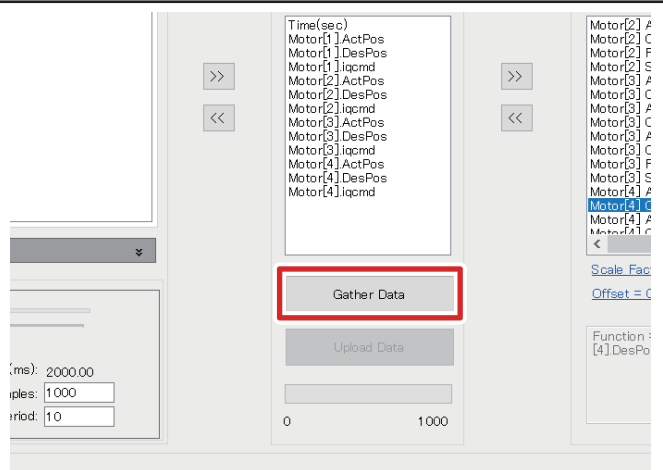 Time(sec)
Motor[1].ActPos
Motor[1].DesPos
Motor[1].iqcmd
Motor[2].ActPos
Motor[2].DesPos
Motor[2].iqcmd
Motor[3].ActPos
Motor[3].DesPos
Motor[3].iqcmd
Motor[4].ActPos
Motor[4].DesPos
Motor[4].iqcmd
>>
<<
>>
<<
Gather Data
Upload Data
0 1000
(ms): 2000.00
ples: 1000
eriod: 10
Motor[2] A
Motor[2] C
Motor[2] F
Motor[2] S
Motor[3] A
Motor[3] C
Motor[3] A
Motor[3] C
Motor[3] A
Motor[3] C
Motor[3] F
Motor[3] S
Motor[4] A
Motor[4] C
Motor[4] A
Motor[4] C
<
Scale Fac
Offset = 0
Function =
[4].DesPo